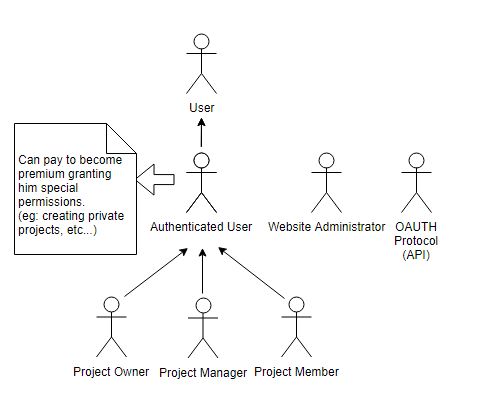 User
Can pay to become
premium granting
him special
permissions.
(eg: creating private
projects, etc...)
Authenticated User
Website Administrator
OAUTH
Protocol
(API)
Project Owner
Project Manager
Project Member